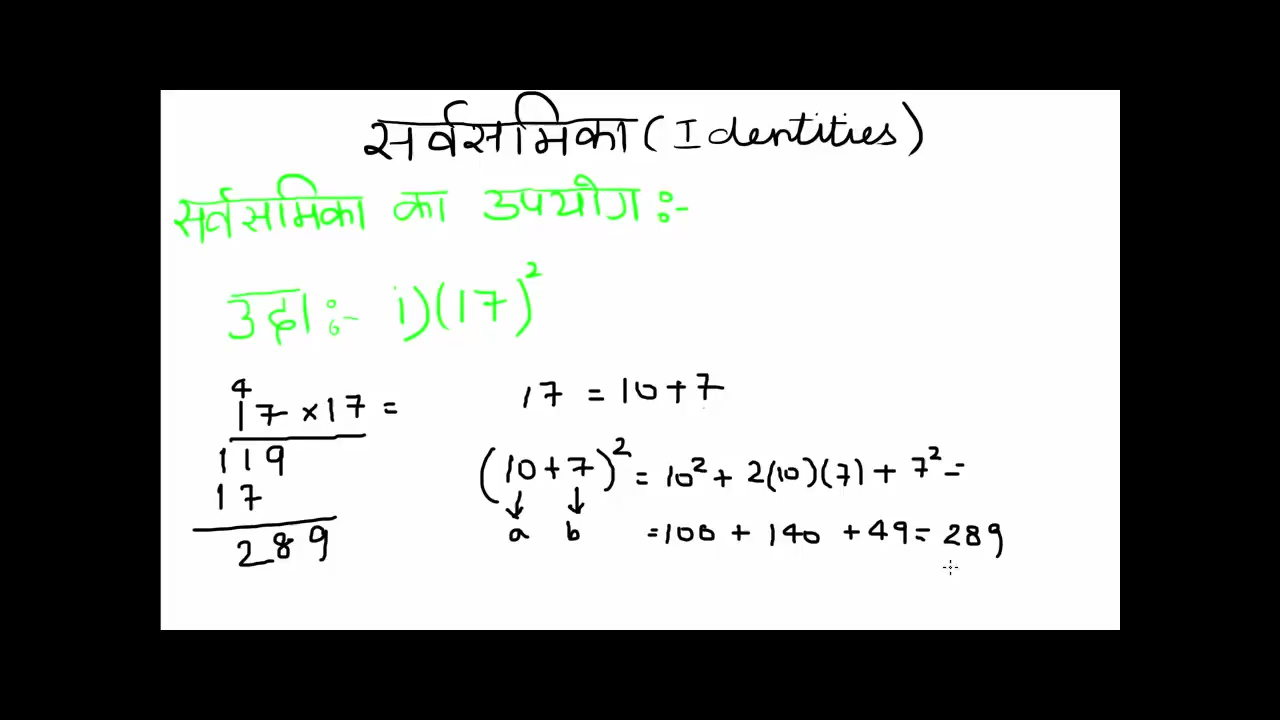 सर्वसमिका (Identities)
सर्वसमिका का उपयोग :-
उदा :- i) (17)²
4
17 × 17 =
119
17
289
17 = 10 + 7
(10 + 7)² = 10² + 2(10)(7) + 7² =
a b
= 100 + 140 + 49 = 289